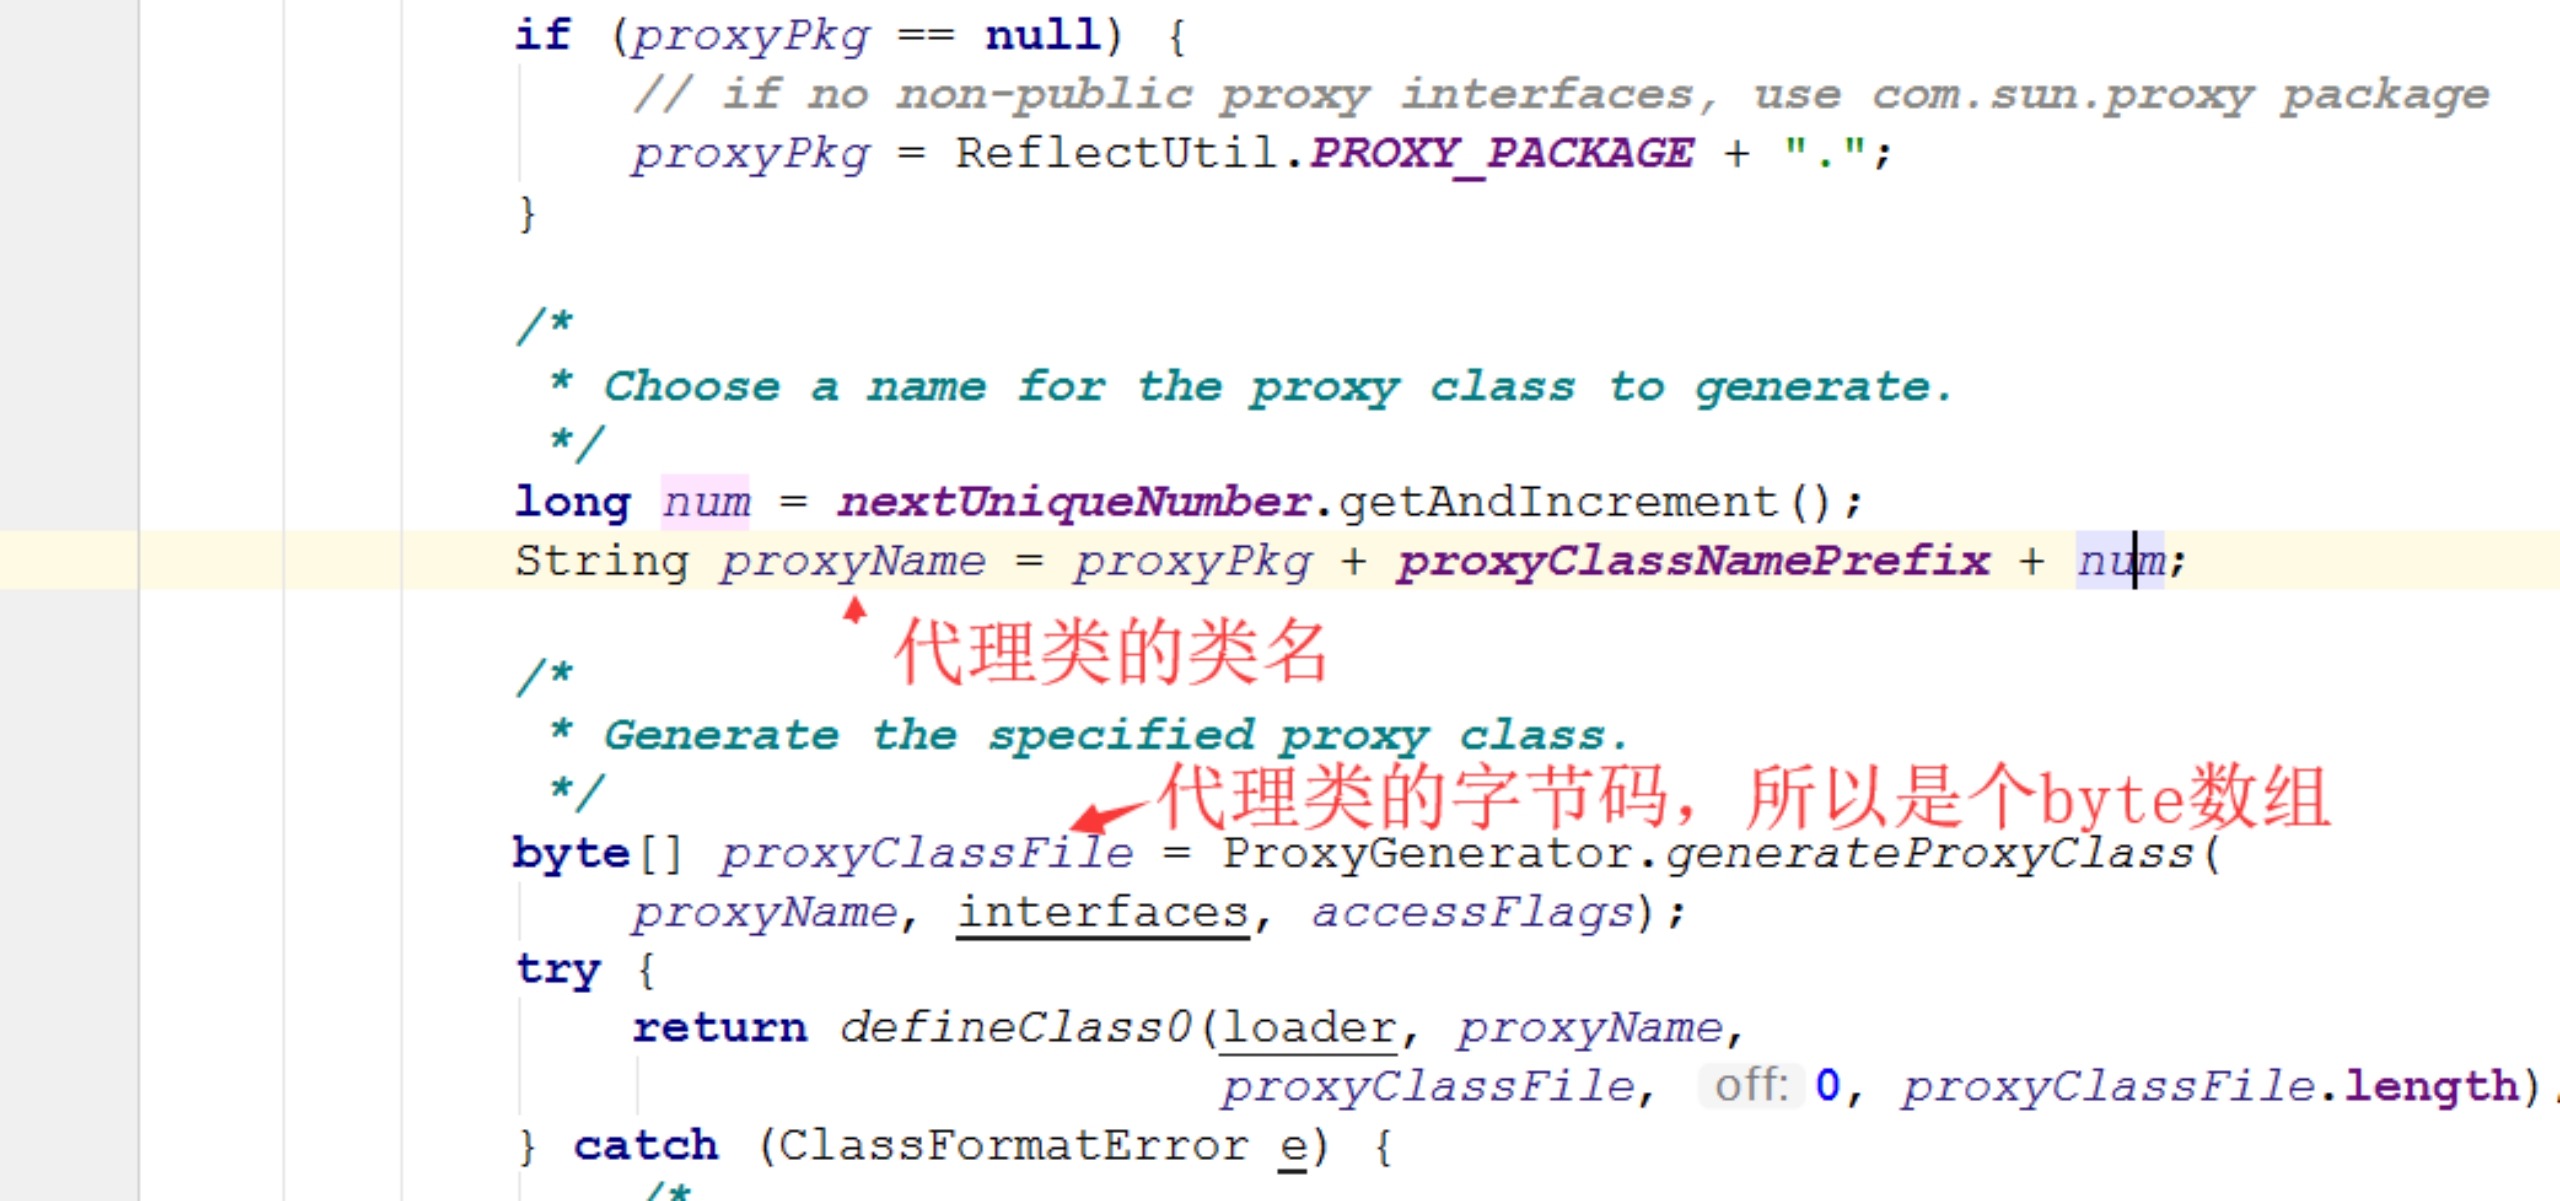 if (proxyPkg == null) {
// if no non-public proxy interfaces, use com.sun.proxy package
proxyPkg = ReflectUtil.PROXY_PACKAGE + ".";
}
/*
* Choose a name for the proxy class to generate.
*/
long num = nextUniqueNumber.getAndIncrement();
String proxyName = proxyPkg + proxyClassNamePrefix + num;
代理类的类名
/*
* Generate the specified proxy class.
*/
代理类的字节码，所以是个byte数组
byte[] proxyClassFile = ProxyGenerator.generateProxyClass(
proxyName, interfaces, accessFlags);
try {
return defineClass0(loader, proxyName,
proxyClassFile, off: 0, proxyClassFile.length)
} catch (ClassFormatError e) {
/*